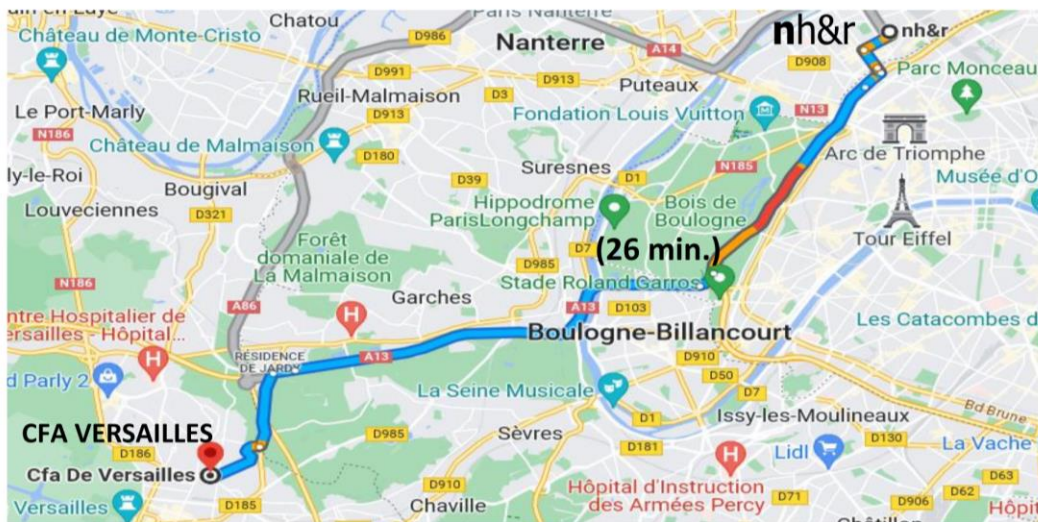 in en Laye
Château de Monte-Cristo
Chatou
D986
Paris Nanterre
Nanterre
A14
nh&r
nh&r
D908
D991
D913
Puteaux
Parc Monceau
Rueil-Malmaison
D3
N13
Le Port-Marly
D913
Fondation Louis Vuitton
N186
Château de Malmaison
D180
N185
Arc de Triomphe
Suresnes
ly-le-Roi
Bougival
D39
D1
Musée d'O
Louveciennes
D321
Hippodrome
ParisLongchamp
Bois de
Boulogne
Tour Eiffel
Forêt
domaniale de
La Malmaison
D7
(26 min.)
D985
Stade Roland Garros
N186
Garches
A86
A13
D103
Les Catacombes d
ntre Hospitalier de
ersailles - Hôpital...
Boulogne-Billancourt
RÉSIDENCE
DE JARDY
A13
D910
d Parly 2
D50
La Seine Musicale
D7
Bd Brune
Issy-les-Moulineaux
CFA VERSAILLES
D985
Sèvres
D1
D130
D186
D181
Lidl
La Vache
Cfa De Versailles
Hôpital d'Instruction
des Armées Percy
D63
D185
D910
D71
D62
Versailles
Chaville
D906
Hôpit
Châtillon